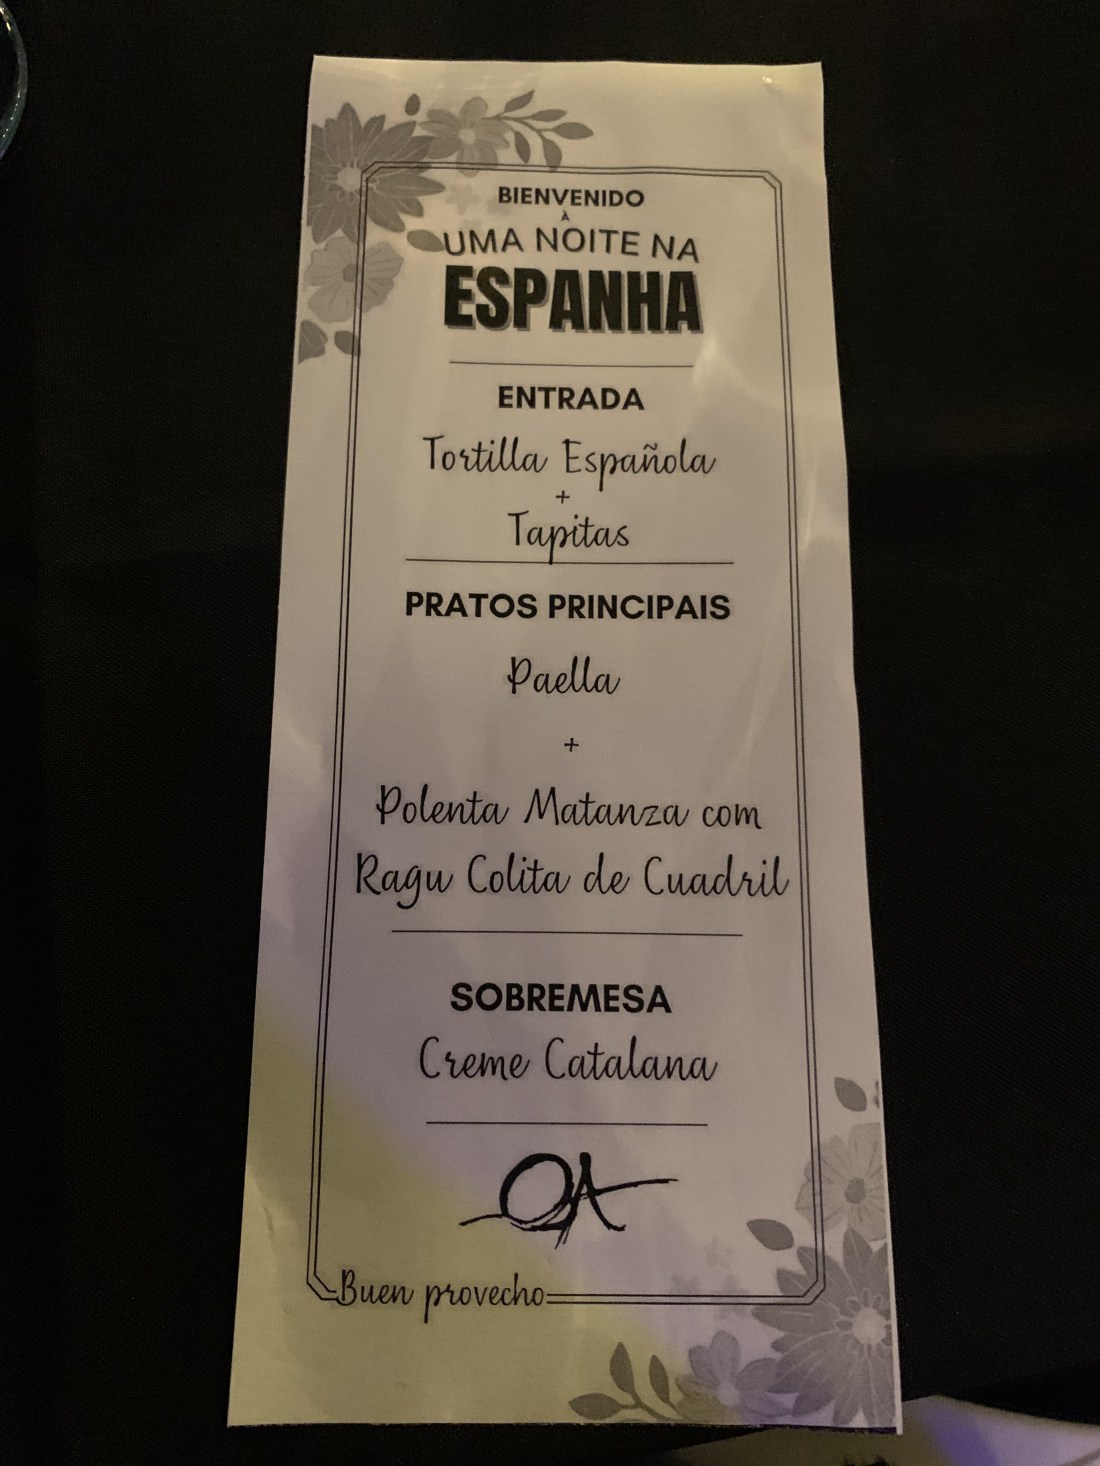 BIENVENIDO
À
UMA NOITE NA
ESPANHA
ENTRADA
Tortilla Española
+
Tapitas
PRATOS PRINCIPAIS
Paella
+
Polenta Matanza com
Ragu Colita de Cuadril
SOBREMESA
Creme Catalana
Buen provecho